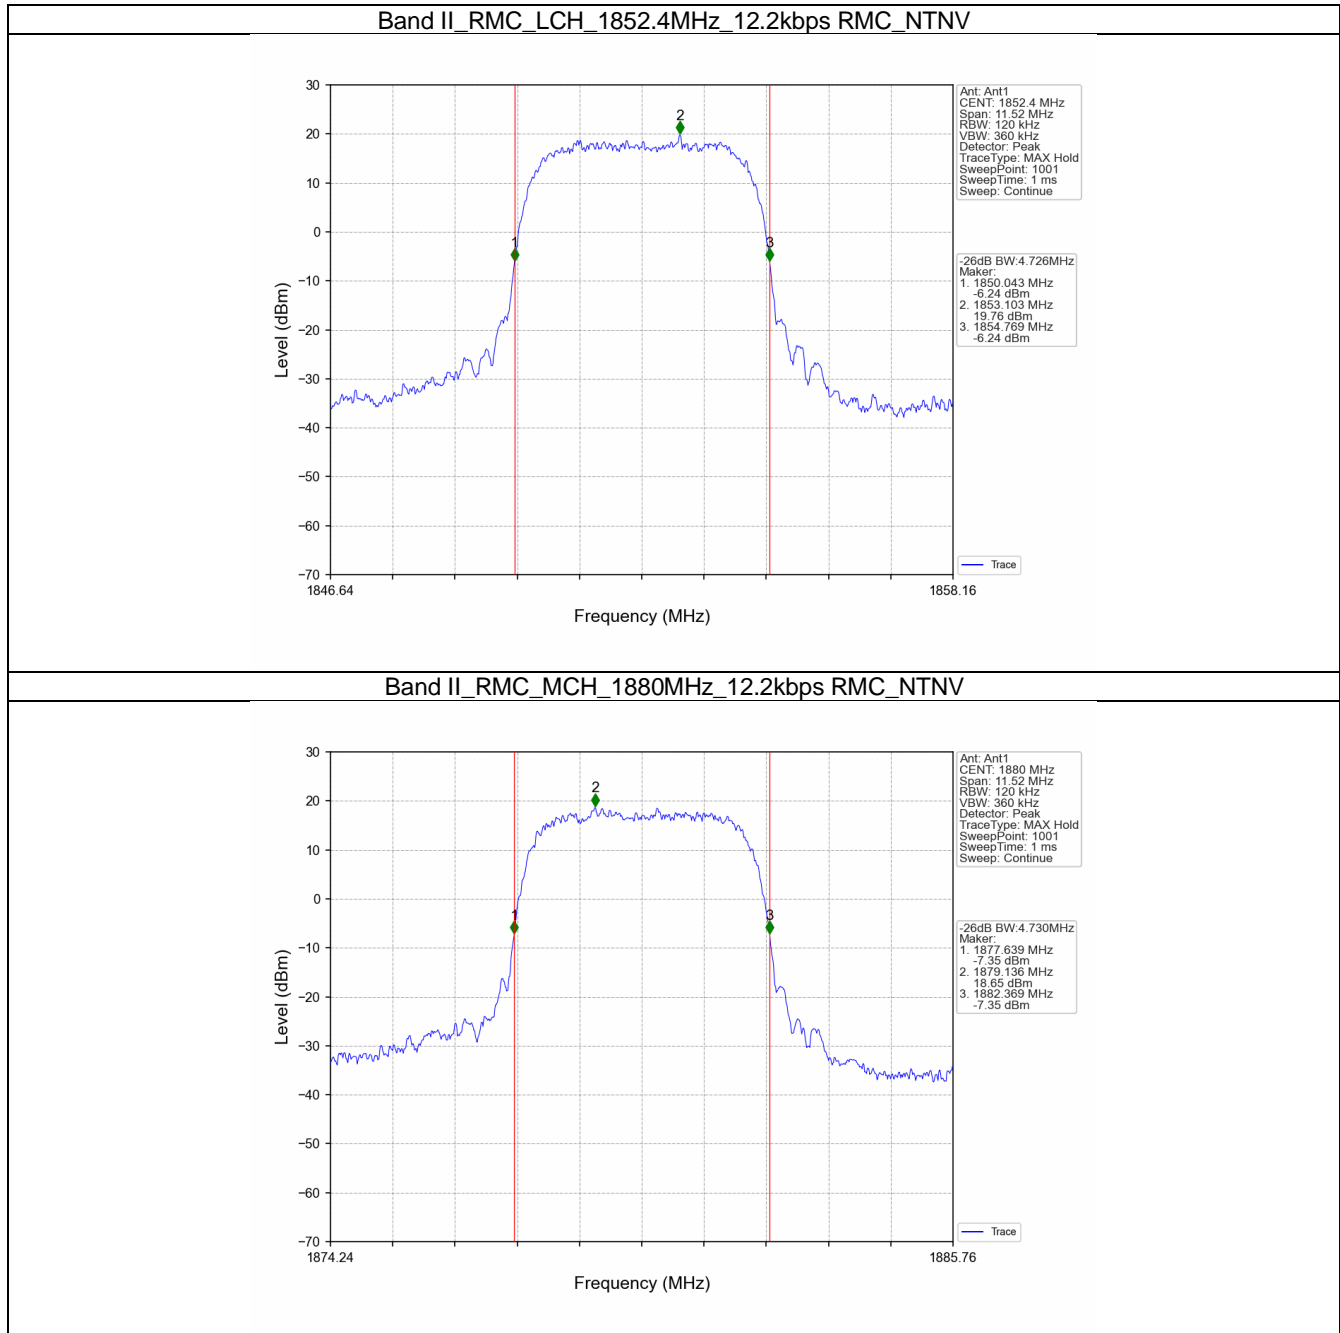 Band II_RMC_LCH_1852.4MHz_12.2kbps RMC_NTNV
30
20
10
0
−10
−20
−30
−40
−50
−60
−70
Level (dBm)
1
2
3
1846.64
1858.16
Frequency (MHz)
Ant: Ant1
CENT: 1852.4 MHz
Span: 11.52 MHz
RBW: 120 kHz
VBW: 360 kHz
Detector: Peak
TraceType: MAX Hold
SweepPoint: 1001
SweepTime: 1 ms
Sweep: Continue
-26dB BW:4.726MHz
Maker:
1. 1850.043 MHz
-6.24 dBm
2. 1853.103 MHz
19.76 dBm
3. 1854.769 MHz
-6.24 dBm
Trace
Band II_RMC_MCH_1880MHz_12.2kbps RMC_NTNV
30
20
10
0
−10
−20
−30
−40
−50
−60
−70
Level (dBm)
1
2
3
1874.24
1885.76
Frequency (MHz)
Ant: Ant1
CENT: 1880 MHz
Span: 11.52 MHz
RBW: 120 kHz
VBW: 360 kHz
Detector: Peak
TraceType: MAX Hold
SweepPoint: 1001
SweepTime: 1 ms
Sweep: Continue
-26dB BW:4.730MHz
Maker:
1. 1877.639 MHz
-7.35 dBm
2. 1879.136 MHz
18.65 dBm
3. 1882.369 MHz
-7.35 dBm
Trace